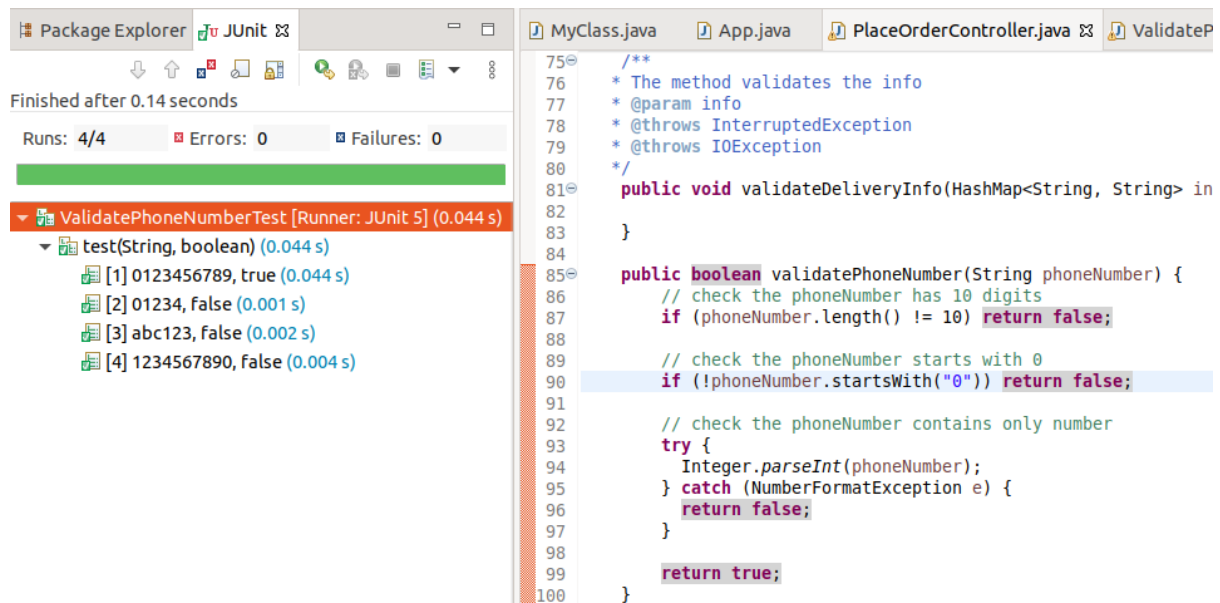 Package Explorer JUnit
Finished after 0.14 seconds
Runs: 4/4 Errors: 0 Failures: 0
ValidatePhoneNumberTest [Runner: JUnit 5] (0.044 s)
test(String, boolean) (0.044 s)
[1] 0123456789, true (0.044 s)
[2] 01234, false (0.001 s)
[3] abc123, false (0.002 s)
[4] 1234567890, false (0.004 s)
MyClass.java App.java PlaceOrderController.java ValidateP
75 /**
76 * The method validates the info
77 * @param info
78 * @throws InterruptedException
79 * @throws IOException
80 */
81 public void validateDeliveryInfo(HashMap<String, String> in
82
83 }
84
85 public boolean validatePhoneNumber(String phoneNumber) {
86 // check the phoneNumber has 10 digits
87 if (phoneNumber.length() != 10) return false;
88
89 // check the phoneNumber starts with 0
90 if (!phoneNumber.startsWith("0")) return false;
91
92 // check the phoneNumber contains only number
93 try {
94 Integer.parseInt(phoneNumber);
95 } catch (NumberFormatException e) {
96 return false;
97 }
98
99 return true;
100 }